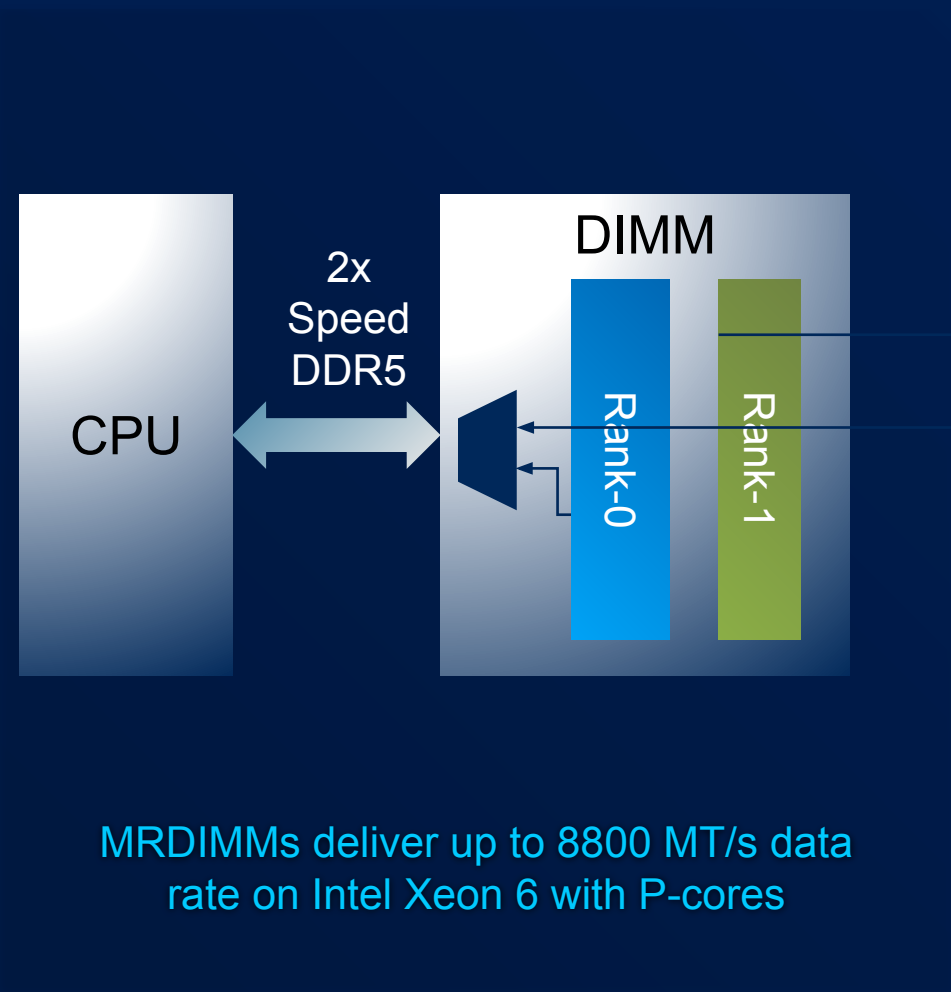 DIMM
2x
Speed
DDR5
CPU
Rank-0
Rank-1
MRDIMMs deliver up to 8800 MT/s data
rate on Intel Xeon 6 with P-cores